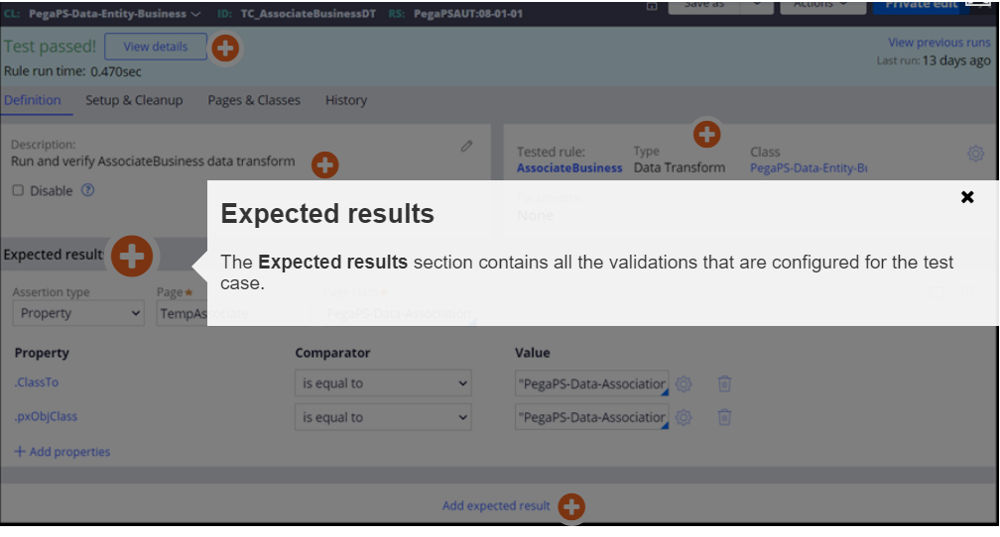 CL: PegaPS-Data-Entity-Business ID: TC_AssociateBusinessDT RS: PegaPSAUT:08-01-01
Save as Actions Private edit
Test passed! View details
View previous runs
Rule run time: 0.470sec
Last run: 13 days ago
Definition Setup & Cleanup Pages & Classes History
Description:
Run and verify AssociateBusiness data transform
Disable ?
Tested rule: Type Class
AssociateBusiness Data Transform PegaPS-Data-Entity-Bu
None
Expected results
The Expected results section contains all the validations that are configured for the test
case.
Expected result
Assertion type Page★
Property TempAssociate PegaPS-Data-Association
Property Comparator Value
.ClassTo is equal to "PegaPS-Data-Association
.pxObjClass is equal to "PegaPS-Data-Association
+ Add properties
Add expected result